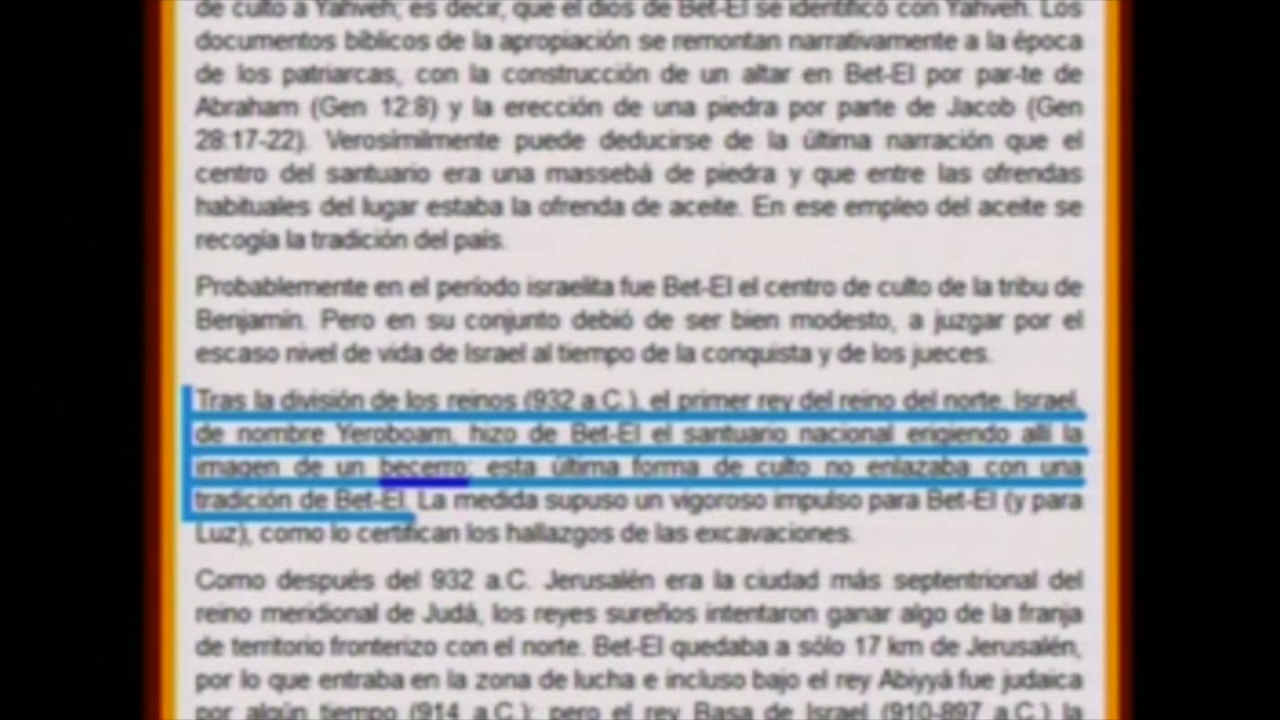 de culto a Yahveh; es decir, que el dios de Bet-El se identificó con Yahveh. Los
documentos bíblicos de la apropiación se remontan narrativamente a la época
de los patriarcas, con la construcción de un altar en Bet-El por par-te de
Abraham (Gen 12:8) y la erección de una piedra por parte de Jacob (Gen
28:17-22). Verosímilmente puede deducirse de la última narración que el
centro del santuario era una massebá de piedra y que entre las ofrendas
habituales del lugar estaba la ofrenda de aceite. En ese empleo del aceite se
recogía la tradición del país.
Probablemente en el período israelita fue Bet-El el centro de culto de la tribu de
Benjamín. Pero en su conjunto debió de ser bien modesto, a juzgar por el
escaso nivel de vida de Israel al tiempo de la conquista y de los jueces.
Tras la división de los reinos (932 a.C.), el primer rey del reino del norte, Israel,
de nombre Yeroboam, hizo de Bet-El el santuario nacional erigiendo allí la
imagen de un becerro; esta última forma de culto no enlazaba con una
tradición de Bet-El. La medida supuso un vigoroso impulso para Bet-El (y para
Luz), como lo certifican los hallazgos de las excavaciones.
Como después del 932 a.C. Jerusalén era la ciudad más septentrional del
reino meridional de Judá, los reyes sureños intentaron ganar algo de la franja
de territorio fronterizo con el norte. Bet-El quedaba a sólo 17 km de Jerusalén,
por lo que entraba en la zona de lucha e incluso bajo el rey Abiyyá fue judaica
por algún tiempo (914 a.C.); pero el rey Basa de Israel (910-897 a.C.) la